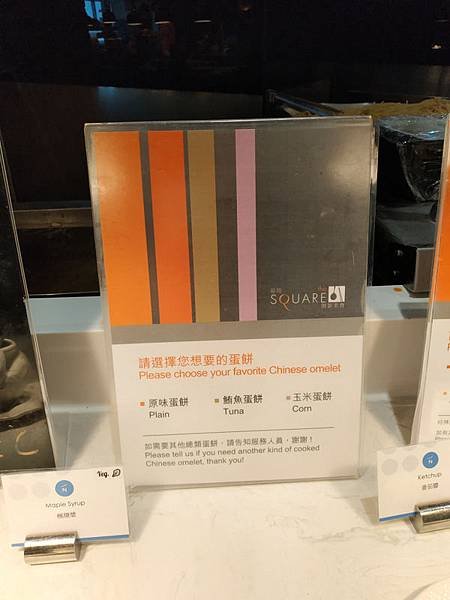 the
SQUARE
請選擇您想要的蛋餅
Please choose your favorite Chinese omelet
原味蛋餅
Plain
鮪魚蛋餅
Tuna
玉米蛋餅
Corn
如需要其他總類蛋餅，請告知服務人員，謝謝！
Please tell us if you need another kind of cooked
Chinese omelet, thank you!
Veg.
N
Maple Syrup
楓糖漿
N
Ketchup
番茄醬